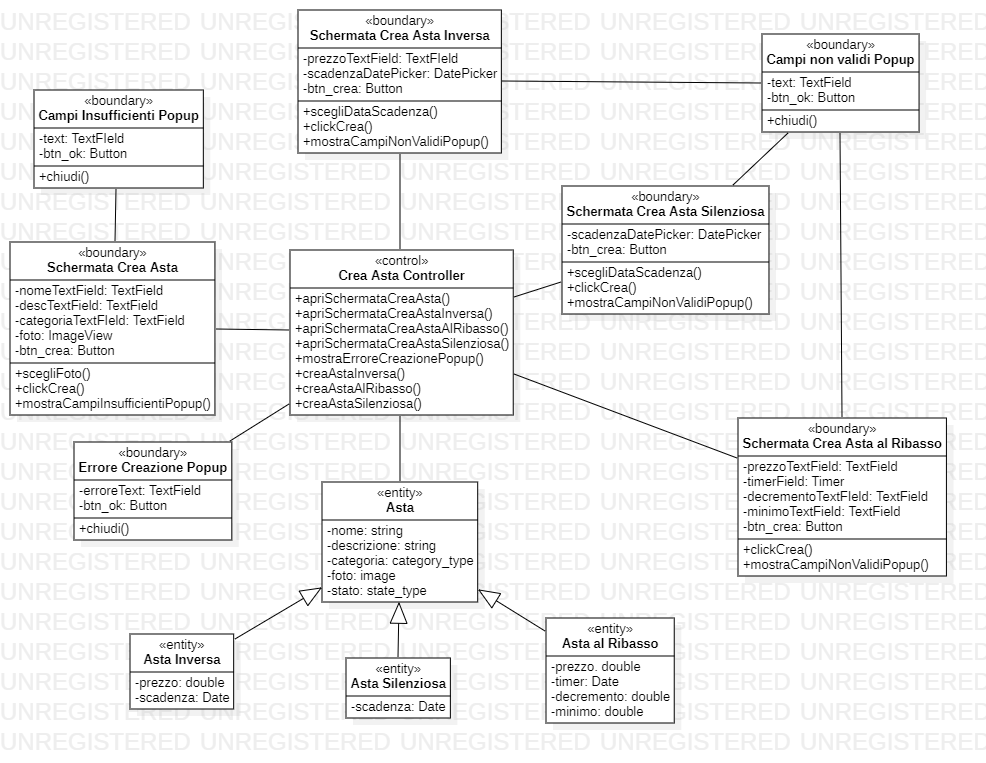 «boundary»
Schermata Crea Asta Inversa
-prezzoTextField: TextFIeld
-scadenzaDatePicker: DatePicker
-btn_crea: Button
+scegliDataScadenza()
+clickCrea()
+mostraCampiNonValidiPopup()
«boundary»
Campi non validi Popup
-text: TextField
-btn_ok: Button
+chiudi()
«boundary»
Campi Insufficienti Popup
-text: TextFIeld
-btn_ok: Button
+chiudi()
«boundary»
Schermata Crea Asta Silenziosa
-scadenzaDatePicker: DatePicker
-btn_crea: Button
+scegliDataScadenza()
+clickCrea()
+mostraCampiNonValidiPopup()
«boundary»
Schermata Crea Asta
-nomeTextField: TextField
-descTextField: TextField
-categoriaTextFIeld: TextField
-foto: ImageView
-btn_crea: Button
+scegliFoto()
+clickCrea()
+mostraCampiInsufficientiPopup()
«control»
Crea Asta Controller
+apriSchermataCreaAsta()
+apriSchermataCreaAstaInversa()
+apriSchermataCreaAstaAlRibasso()
+apriSchermataCreaAstaSilenziosa()
+mostraErroreCreazionePopup()
+creaAstaInversa()
+creaAstaAlRibasso()
+creaAstaSilenziosa()
«boundary»
Schermata Crea Asta al Ribasso
-prezzoTextField: TextField
-timerField: Timer
-decrementoTextFIeld: TextField
-minimoTextField: TextField
-btn_crea: Button
+clickCrea()
+mostraCampiNonValidiPopup()
«boundary»
Errore Creazione Popup
-erroreText: TextField
-btn_ok: Button
+chiudi()
«entity»
Asta
-nome: string
-descrizione: string
-categoria: category_type
-foto: image
-stato: state_type
«entity»
Asta Inversa
-prezzo: double
-scadenza: Date
«entity»
Asta Silenziosa
-scadenza: Date
«entity»
Asta al Ribasso
-prezzo. double
-timer: Date
-decremento: double
-minimo: double